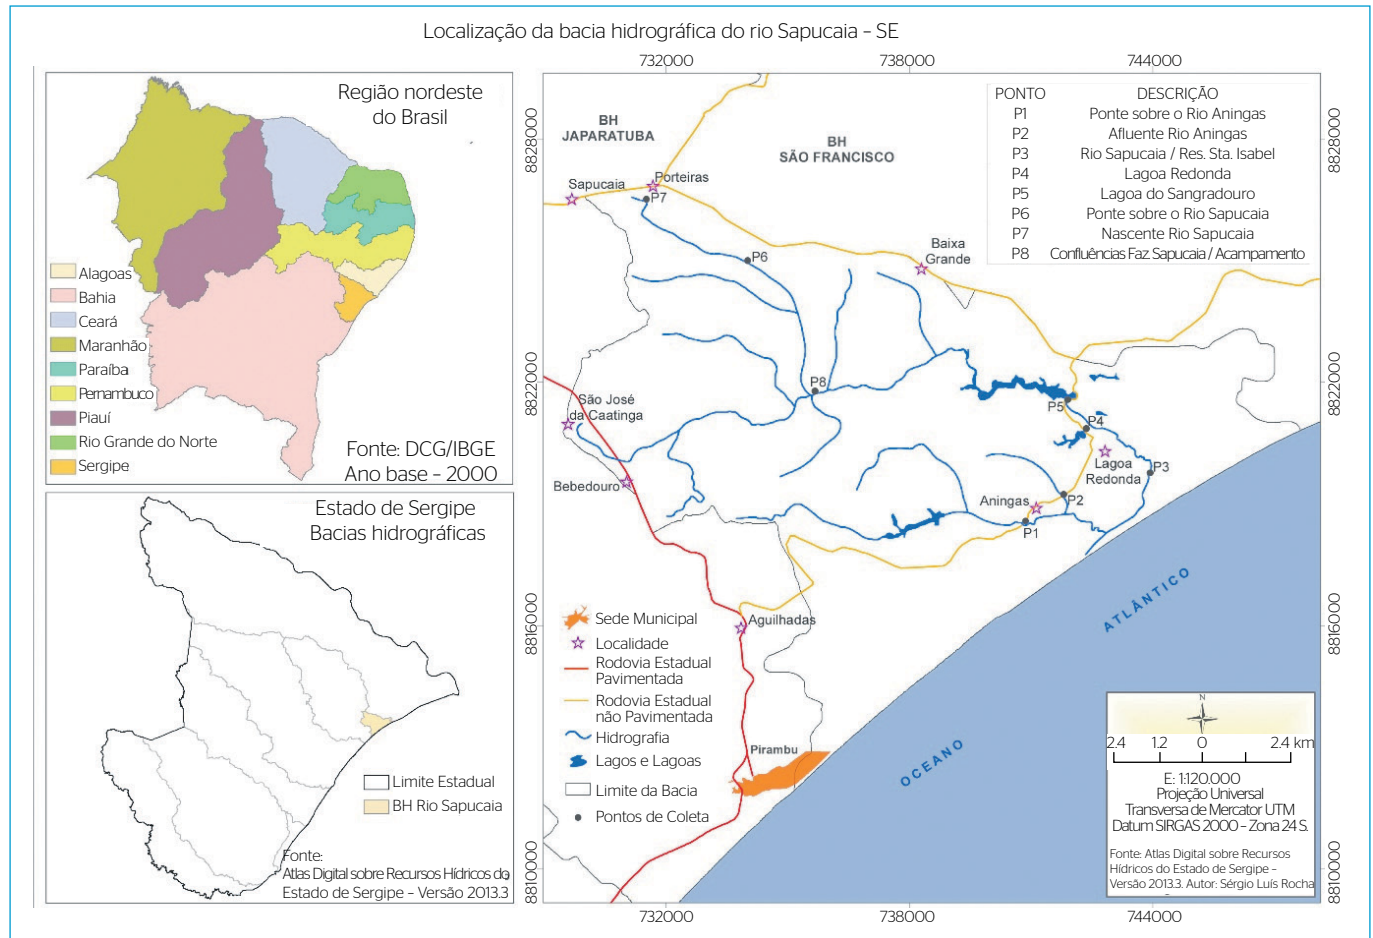 Localização da bacia hidrográfica do rio Sapucaia – SE
Região nordeste
do Brasil
Alagoas
Bahia
Ceará
Maranhão
Paraíba
Pernambuco
Piauí
Rio Grande do Norte
Sergipe
Fonte: DCG/IBGE
Ano base – 2000
Estado de Sergipe
Bacias hidrográficas
Limite Estadual
BH Rio Sapucaia
Fonte:
Atlas Digital sobre Recursos Hídricos do
Estado de Sergipe – Versão 2013.3
732000
738000
744000
8828000
8822000
8816000
8810000
8828000
8822000
8816000
8810000
732000
738000
744000
PONTO DESCRIÇÃO
P1 Ponte sobre o Rio Aningas
P2 Afluente Rio Aningas
P3 Rio Sapucaia / Res. Sta. Isabel
P4 Lagoa Redonda
P5 Lagoa do Sangradouro
P6 Ponte sobre o Rio Sapucaia
P7 Nascente Rio Sapucaia
P8 Confluências Faz. Sapucaia / Acampamento
BH
JAPARATUBA
BH
SÃO FRANCISCO
Sapucaia
Porteiras
P7
P6
Baixa
Grande
P8
P5
P4
São José
da Caatinga
Lagoa
Redonda
P3
Bebedouro
Aningas
P2
P1
Aguilhadas
Pirambu
OCEANO
ATLÂNTICO
Sede Municipal
Localidade
Rodovia Estadual
Pavimentada
Rodovia Estadual
não Pavimentada
Hidrografia
Lagos e Lagoas
Limite da Bacia
Pontos de Coleta
N
2.4 1.2 0 2.4 km
E: 1:120.000
Projeção Universal
Transversa de Mercator UTM
Datum SIRGAS 2000 – Zona 24 S.
Fonte: Atlas Digital sobre Recursos
Hídricos do Estado de Sergipe –
Versão 2013.3. Autor: Sérgio Luís Rocha